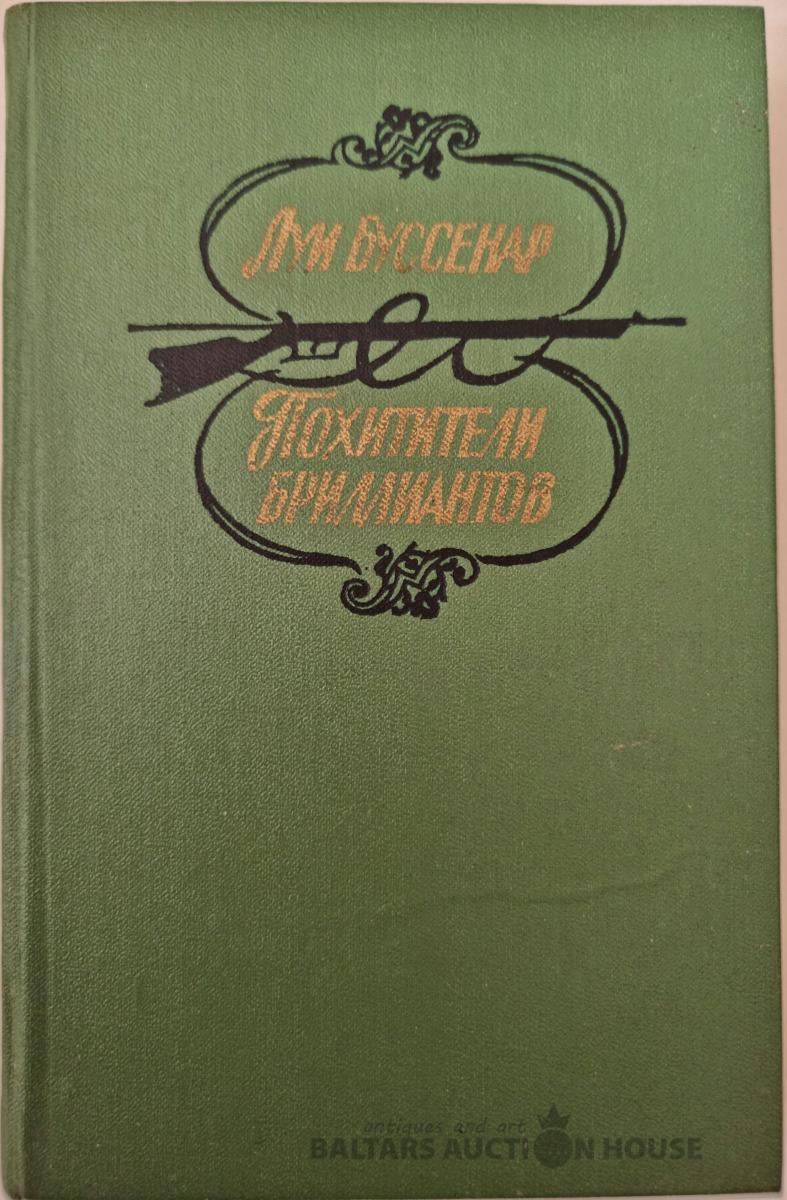 Луи Буссенар
Похитители
бриллиантов
antiques and art
BALTARS AUCTION HOUSE